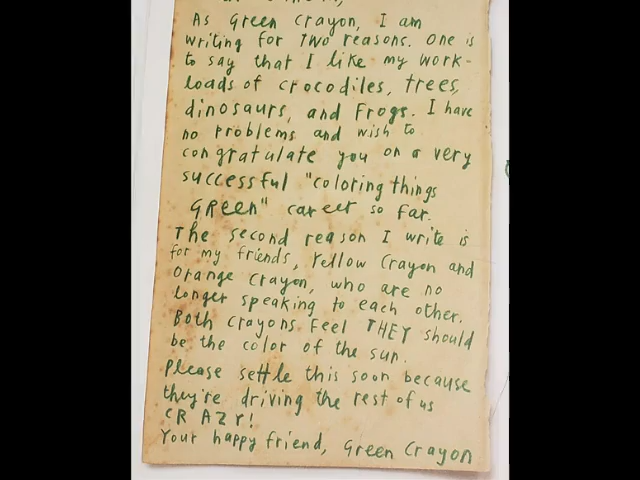 As Green Crayon, I am
writing for TWO reasons. One is
to say that I like my work-
loads of crocodiles, trees,
dinosaurs, and frogs. I have
no problems and wish to
congratulate you on a very
successful "coloring things
GReen" career so far.
The second reason I write is
for my friends, Yellow Crayon and
Orange Crayon, who are no
longer speaking to each other.
Both crayons feel THEY should
be the color of the sun.
Please settle this soon because
they're driving the rest of us
CRAZY!
Your happy friend, Green Crayon